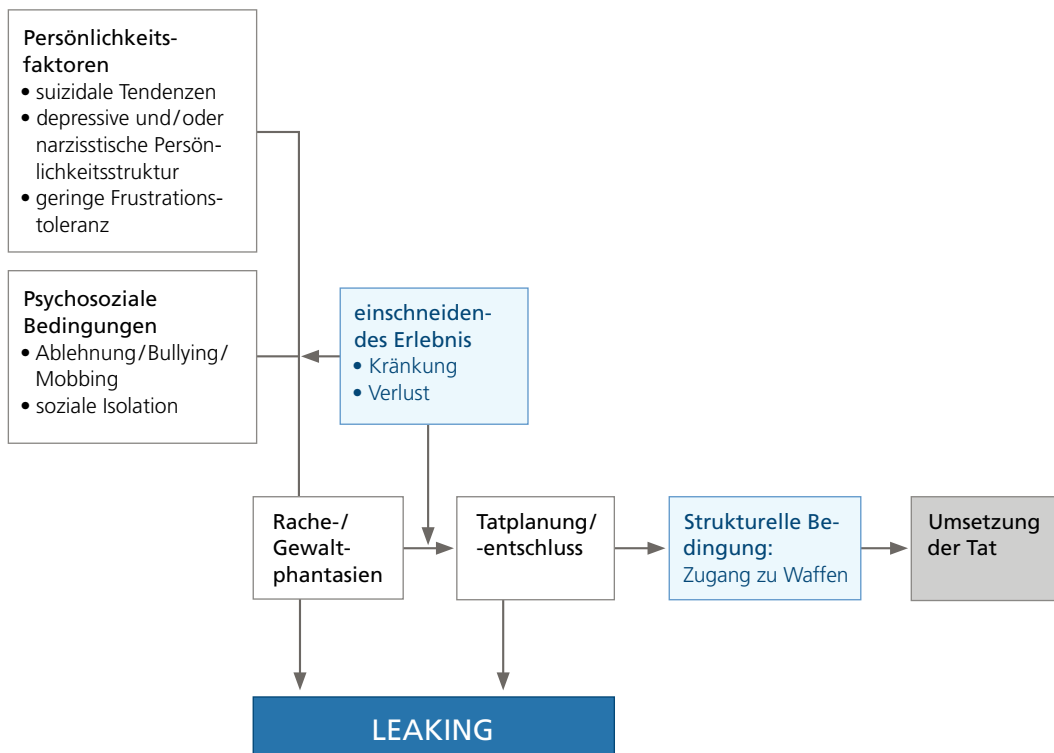 Persönlichkeits-
faktoren
• suizidale Tendenzen
• depressive und/oder
narzisstische Persön-
lichkeitsstruktur
• geringe Frustrations-
toleranz
Psychosoziale
Bedingungen
• Ablehnung/Bullying/
Mobbing
• soziale Isolation
einschneiden-
des Erlebnis
• Kränkung
• Verlust
Rache-/
Gewalt-
phantasien
Tatplanung/
-entschluss
Strukturelle Be-
dingung:
Zugang zu Waffen
Umsetzung
der Tat
LEAKING